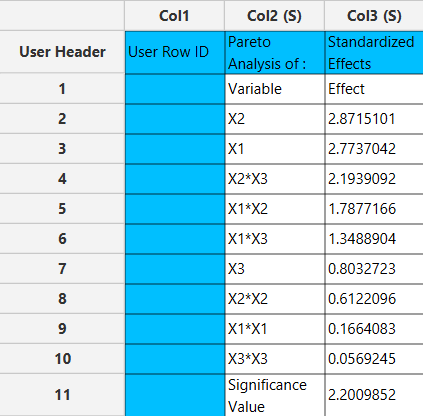 Col1 Col2 (S) Col3 (S)
User Header User Row ID Pareto Analysis of : Standardized Effects
1 Variable Effect
2 X2 2.8715101
3 X1 2.7737042
4 X2*X3 2.1939092
5 X1*X2 1.7877166
6 X1*X3 1.3488904
7 X3 0.8032723
8 X2*X2 0.6122096
9 X1*X1 0.1664083
10 X3*X3 0.0569245
11 Significance Value 2.2009852